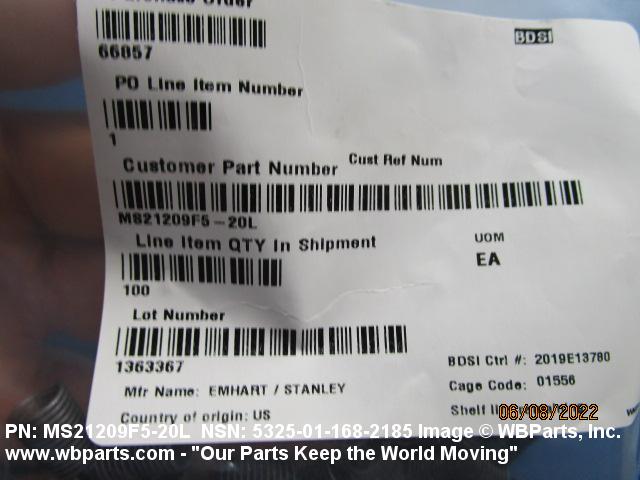 Purchase Order
BDSI
66057
PO Line Item Number
1
Customer Part Number
Cust Ref Num
MS21209F5-20L
Line Item QTY In Shipment
UOM
EA
100
Lot Number
1363367
BDSI Ctrl #: 2019E13780
Mfr Name: EMHART / STANLEY
Cage Code: 01556
Country of origin: US
Shelf
06/08/2022
PN: MS21209F5-20L NSN: 5325-01-168-2185 Image © WBParts, Inc.
www.wbparts.com - "Our Parts Keep the World Moving"